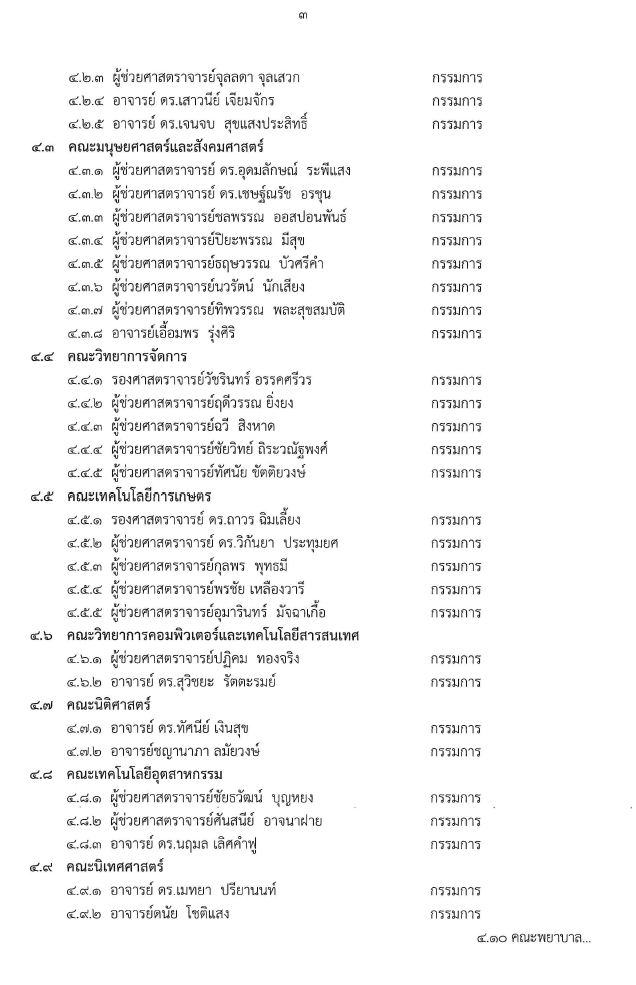 ๓
๔.๒.๓ ผู้ช่วยศาสตราจารย์จุลลดา จุลเสวก กรรมการ
๔.๒.๔ อาจารย์ ดร.เสาวนีย์ เจียมจักร กรรมการ
๔.๒.๕ อาจารย์ ดร.เจนจบ สุขแสงประสิทธิ์ กรรมการ
๔.๓ คณะมนุษยศาสตร์และสังคมศาสตร์
๔.๓.๑ ผู้ช่วยศาสตราจารย์ ดร.อุดมลักษณ์ ระพีแสง กรรมการ
๔.๓.๒ ผู้ช่วยศาสตราจารย์ ดร.เชษฐ์ณรัช อรชุน กรรมการ
๔.๓.๓ ผู้ช่วยศาสตราจารย์ชลพรรณ ออสปอนพันธ์ กรรมการ
๔.๓.๔ ผู้ช่วยศาสตราจารย์ปิยะพรรณ มีสุข กรรมการ
๔.๓.๕ ผู้ช่วยศาสตราจารย์ธฤษวรรณ บัวศรีคำ กรรมการ
๔.๓.๖ ผู้ช่วยศาสตราจารย์นวรัตน์ นักเสียง กรรมการ
๔.๓.๗ ผู้ช่วยศาสตราจารย์ทิพวรรณ พละสุขสมบัติ กรรมการ
๔.๓.๘ อาจารย์เอื้อมพร รุ่งศิริ กรรมการ
๔.๔ คณะวิทยาการจัดการ
๔.๔.๑ รองศาสตราจารย์วัชรินทร์ อรรคศรีวร กรรมการ
๔.๔.๒ ผู้ช่วยศาสตราจารย์ฤดีวรรณ ยิ่งยง กรรมการ
๔.๔.๓ ผู้ช่วยศาสตราจารย์ฉวี สิงหาด กรรมการ
๔.๔.๔ ผู้ช่วยศาสตราจารย์ชัยวิทย์ ถิระวณัฐพงศ์ กรรมการ
๔.๔.๕ ผู้ช่วยศาสตราจารย์ทัศนัย ขัตติยวงษ์ กรรมการ
๔.๕ คณะเทคโนโลยีการเกษตร
๔.๕.๑ รองศาสตราจารย์ ดร.ถาวร ฉิมเลี้ยง กรรมการ
๔.๕.๒ ผู้ช่วยศาสตราจารย์ ดร.วิกันยา ประทุมยศ กรรมการ
๔.๕.๓ ผู้ช่วยศาสตราจารย์กุลพร พุทธมี กรรมการ
๔.๕.๔ ผู้ช่วยศาสตราจารย์พรชัย เหลืองวารี กรรมการ
๔.๕.๕ ผู้ช่วยศาสตราจารย์อุมารินทร์ มัจฉาเกื้อ กรรมการ
๔.๖ คณะวิทยาการคอมพิวเตอร์และเทคโนโลยีสารสนเทศ
๔.๖.๑ ผู้ช่วยศาสตราจารย์ปฏิคม ทองจริง กรรมการ
๔.๖.๒ อาจารย์ ดร.สุวิชยะ รัตตะรมย์ กรรมการ
๔.๗ คณะนิติศาสตร์
๔.๗.๑ อาจารย์ ดร.ทัศนีย์ เงินสุข กรรมการ
๔.๗.๒ อาจารย์ชญานาภา ลมัยวงษ์ กรรมการ
๔.๘ คณะเทคโนโลยีอุตสาหกรรม
๔.๘.๑ ผู้ช่วยศาสตราจารย์ชัยธวัฒน์ บุญหยง กรรมการ
๔.๘.๒ ผู้ช่วยศาสตราจารย์ศันสนีย์ อาจนาฝาย กรรมการ
๔.๘.๓ อาจารย์ ดร.นฤมล เลิศคำฟู กรรมการ
๔.๙ คณะนิเทศศาสตร์
๔.๙.๑ อาจารย์ ดร.เมทยา ปรียานนท์ กรรมการ
๔.๙.๒ อาจารย์ดนัย โชติแสง กรรมการ
๔.๑๐ คณะพยาบาล...